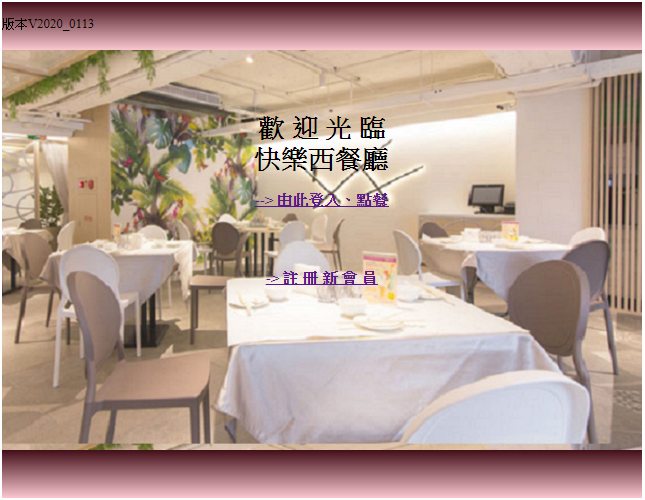 版本V2020_0113
歡 迎 光 臨
快樂西餐廳
--> 由此登入、點餐
-> 註 冊 新 會 員